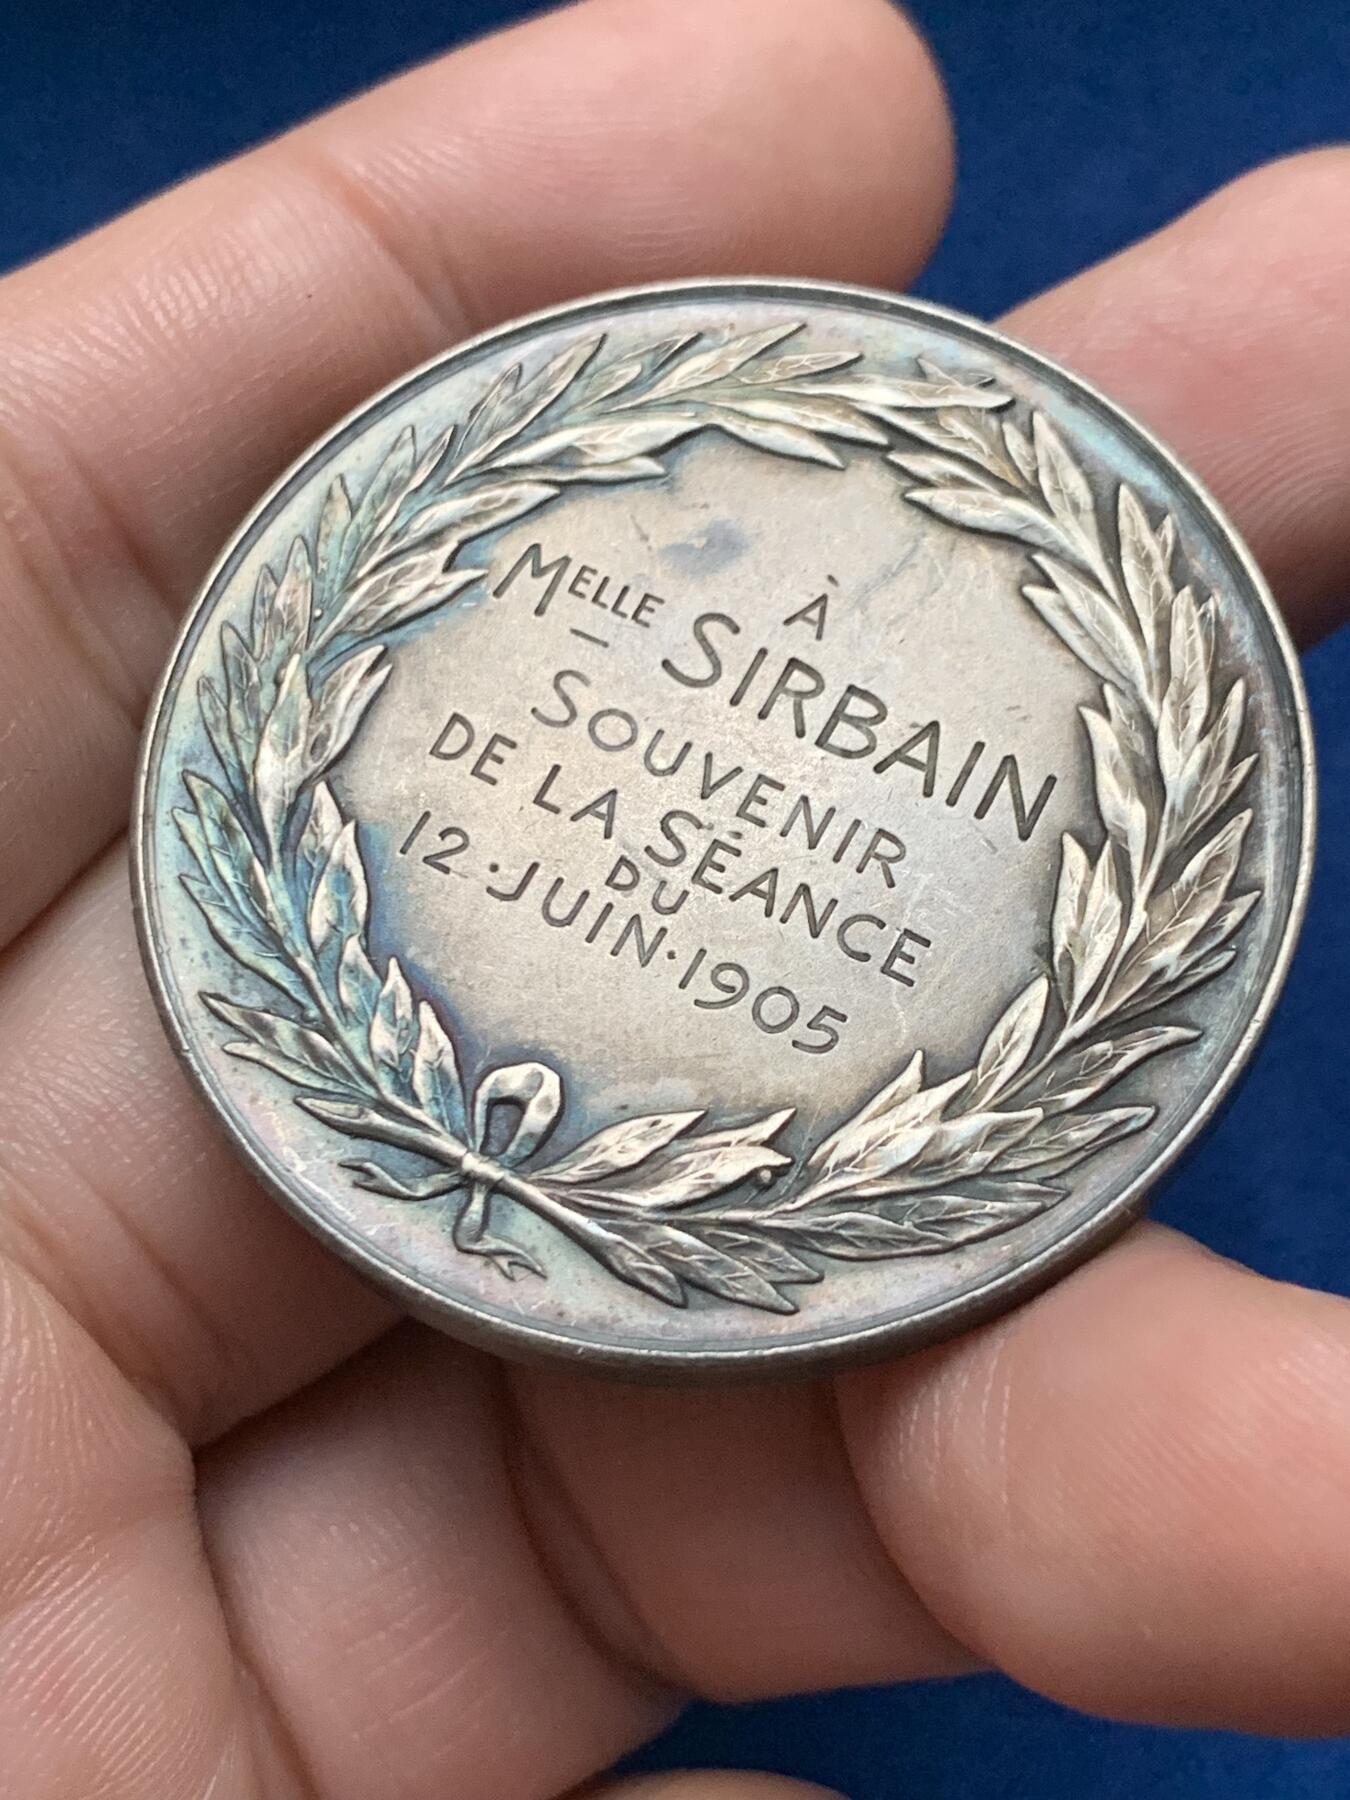 À
MELLE SIRBAIN
SOUVENIR
DE LA SÉANCE
DU
12·JUIN·1905